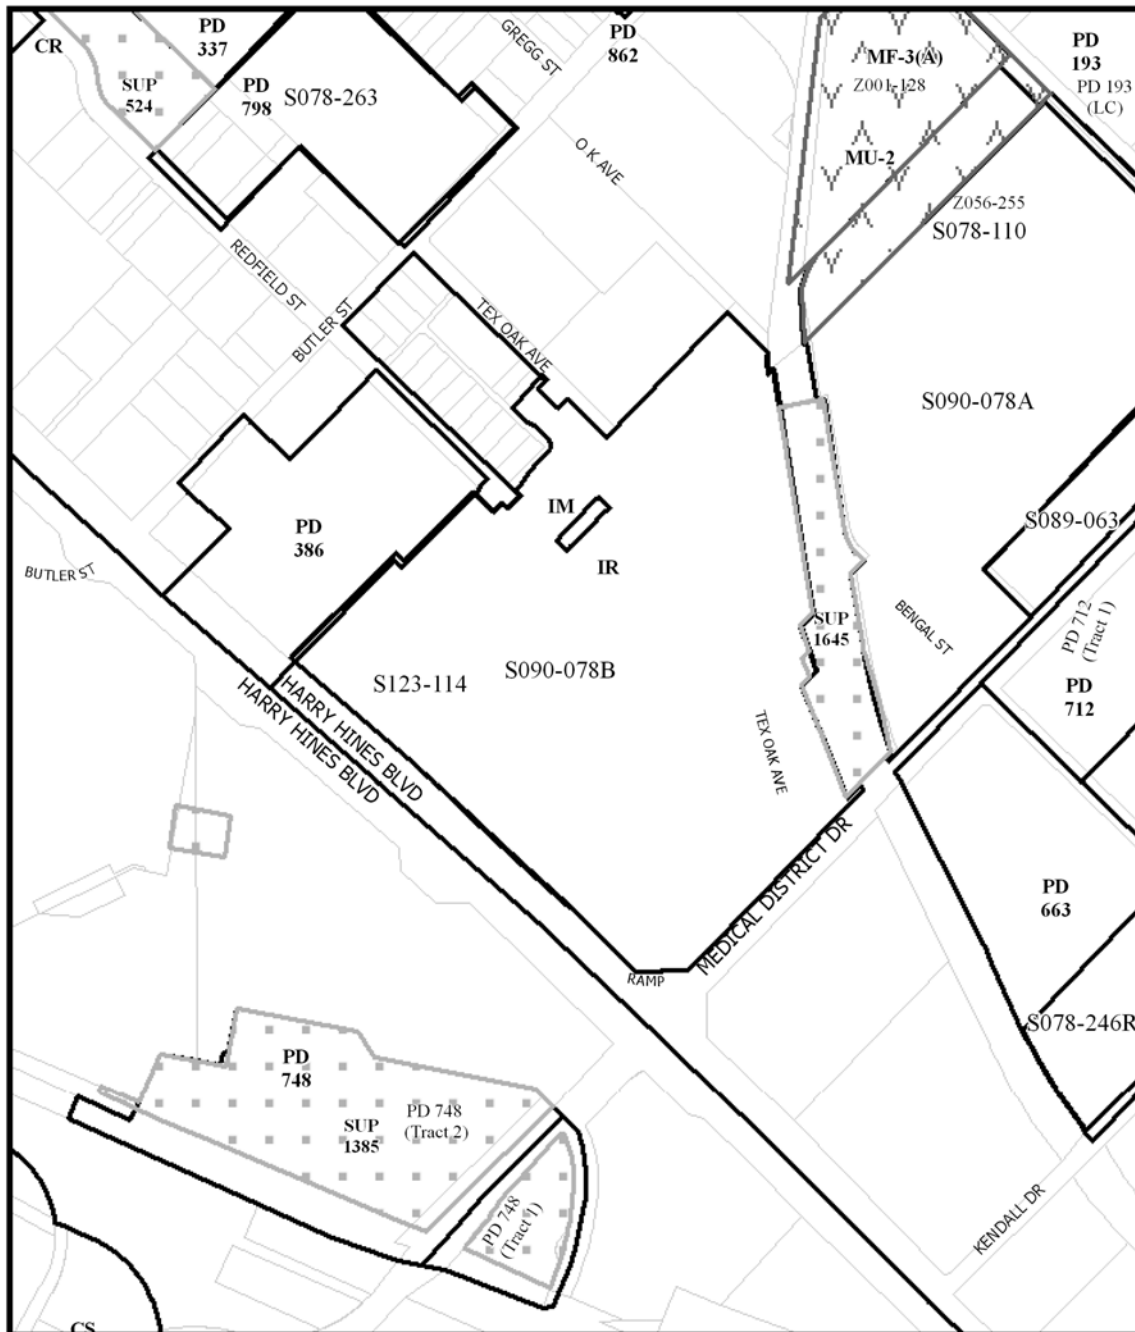 CR
PD
337
SUP
524
PD
798
S078-263
GREGG ST
PD
862
MF-3(A)
Z001-128
PD
193
PD 193
(LC)
O K AVE
MU-2
Z056-255
S078-110
REDFIELD ST
BUTLER ST
TEX OAK AVE
S090-078A
PD
386
IM
IR
S089-063
BUTLER ST
PD 712
(Tract 1)
BENGAL ST
SUP
1645
S123-114
S090-078B
PD
712
HARRY HINES BLVD
HARRY HINES BLVD
TEX OAK AVE
MEDICAL DISTRICT DR
PD
663
RAMP
S078-246R
PD
748
SUP
1385
PD 748
(Tract 2)
PD 748
(Tract 1)
KENDALL DR
CS